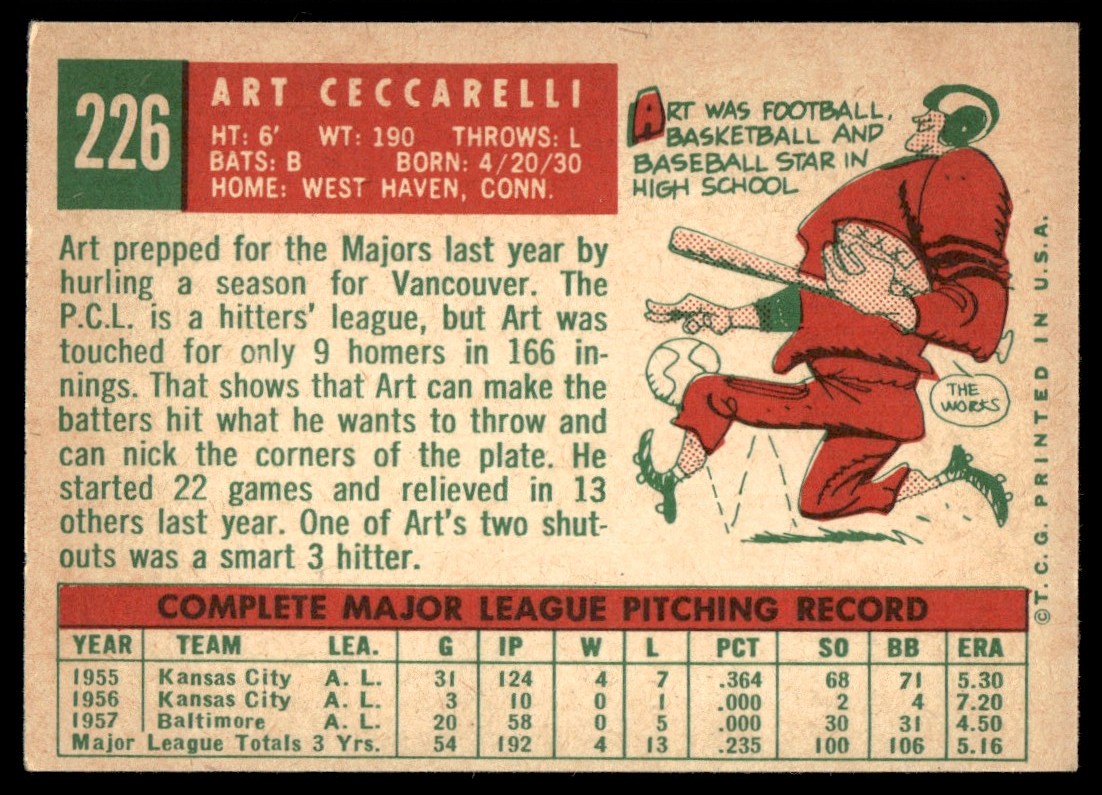 226
ART CECCARELLI
HT: 6' WT: 190 THROWS: L
BATS: B BORN: 4/20/30
HOME: WEST HAVEN, CONN.
ART WAS FOOTBALL,
BASKETBALL AND
BASEBALL STAR IN
HIGH SCHOOL
THE
WORKS
Art prepped for the Majors last year by
hurling a season for Vancouver. The
P.C.L. is a hitters' league, but Art was
touched for only 9 homers in 166 in-
nings. That shows that Art can make the
batters hit what he wants to throw and
can nick the corners of the plate. He
started 22 games and relieved in 13
others last year. One of Art's two shut-
outs was a smart 3 hitter.
©T. C. G. PRINTED IN U.S.A.
COMPLETE MAJOR LEAGUE PITCHING RECORD
YEAR TEAM LEA. G IP W L PCT SO BB ERA
1955 Kansas City A. L. 31 124 4 7 .364 68 71 5.30
1956 Kansas City A. L. 3 10 0 1 .000 2 4 7.20
1957 Baltimore A. L. 20 58 0 5 .000 30 31 4.50
Major League Totals 3 Yrs. 54 192 4 13 .235 100 106 5.16